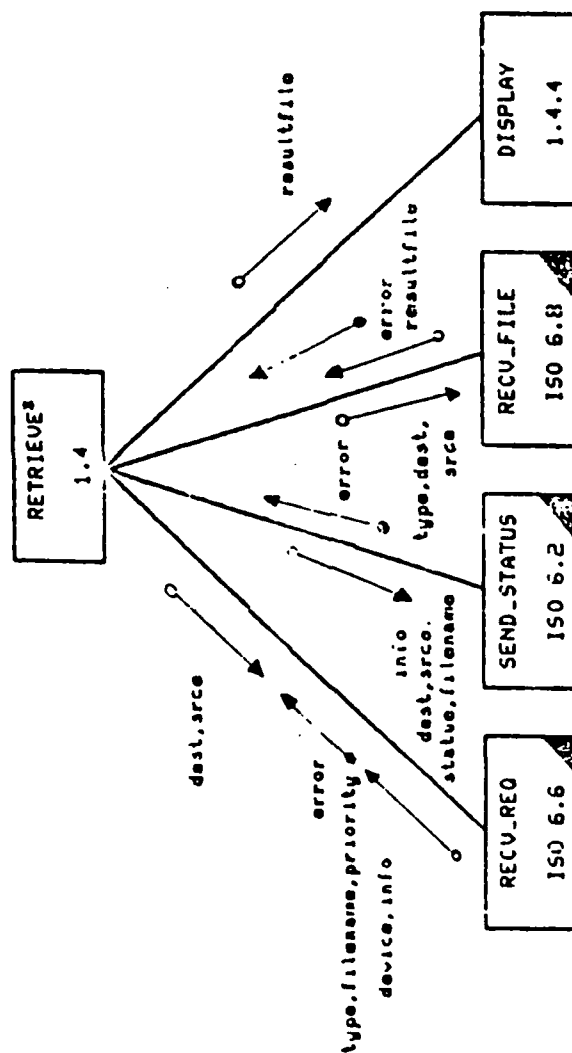 RETRIEVE*
1.4
dest,srce
error
type,filename,priority
device,info
info
dest,srce.
status,filename
error
type,dest,
srce
error
resultfile
resultfile
RECV_REQ
ISO 6.6
SEND_STATUS
ISO 6.2
RECV_FILE
ISO 6.8
DISPLAY
1.4.4